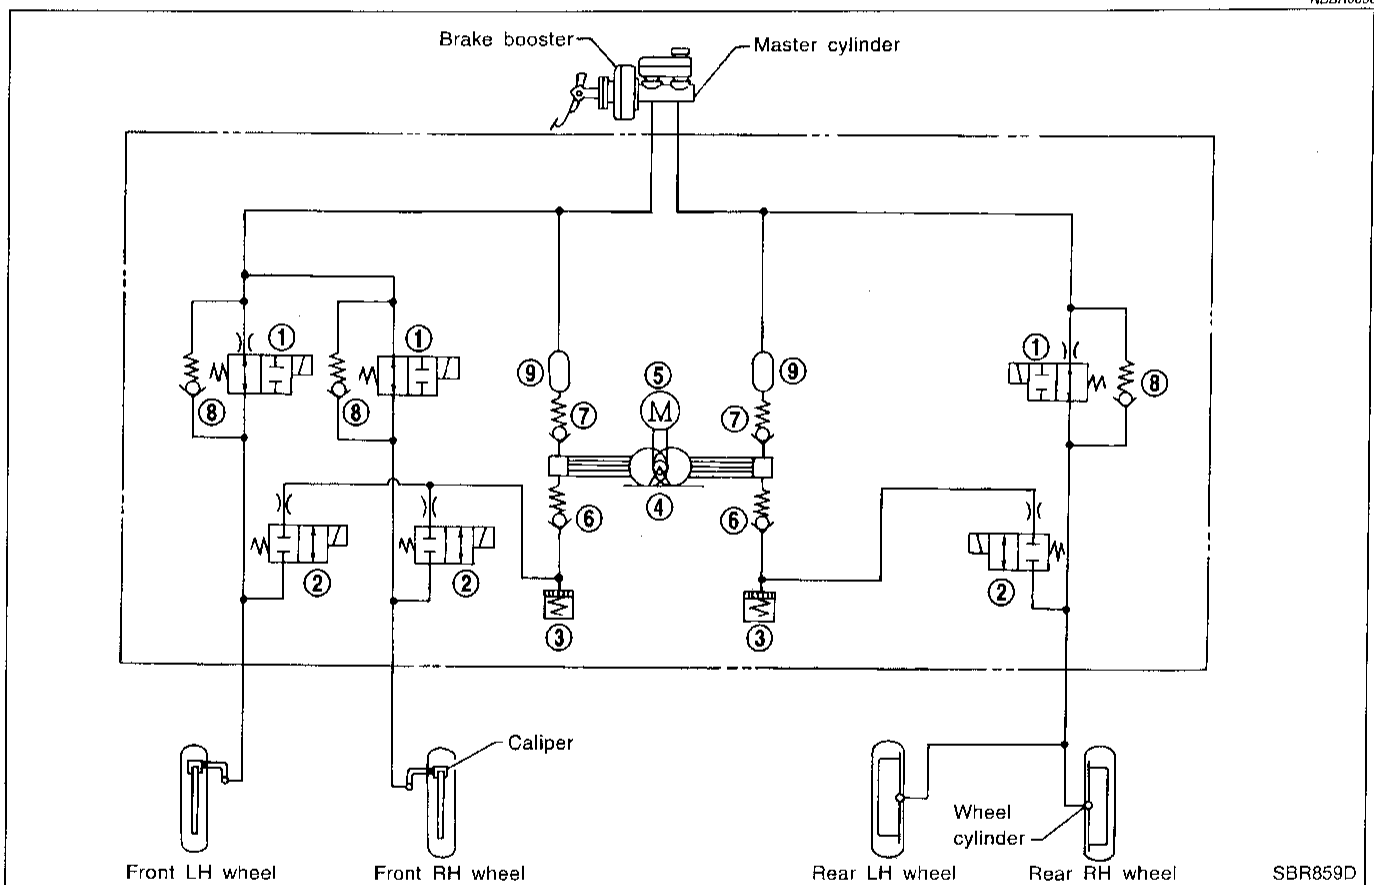 Brake booster
Master cylinder
① ① ①
⑨ ⑤ ⑨
M
⑧ ⑧ ⑦ ⑦ ⑧
⑥ ④ ⑥
② ② ②
③ ③
Caliper
Wheel
cylinder
Front LH wheel
Front RH wheel
Rear LH wheel
Rear RH wheel
SBR859D